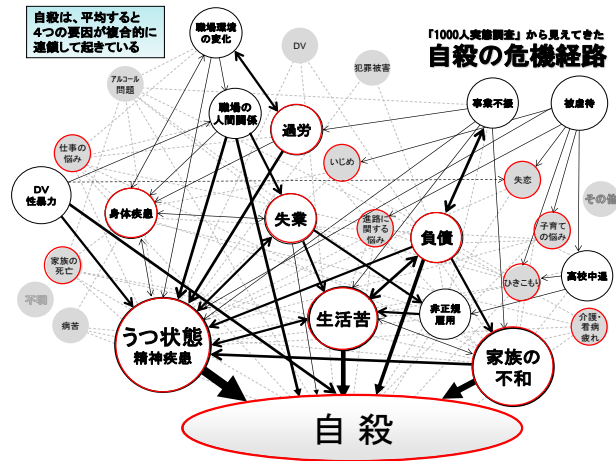 自殺は、平均すると
4つの要因が複合的に
連鎖して起きている
「1000人実態調査」から見えてきた
自殺の危機経路
職場環境
の変化
DV
犯罪被害
アルコール
問題
職場の
人間関係
過労
事業不振
被虐待
仕事の
悩み
いじめ
失恋
DV
性暴力
その他
身体疾患
失業
進路に
関する
悩み
負債
子育て
の悩み
家族の
死亡
ひきこもり
高校中退
不明
病苦
うつ状態
精神疾患
生活苦
非正規
雇用
家族の
不和
介護・
看病
疲れ
自殺